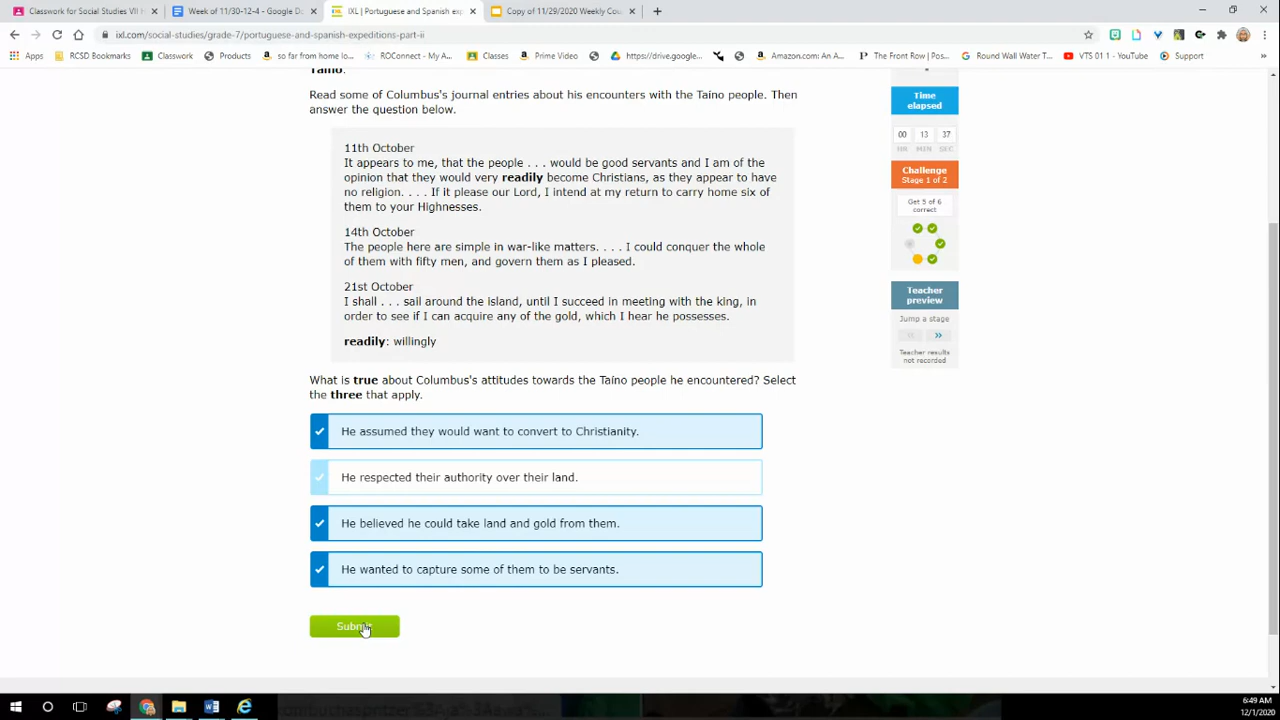 Classwork for Social Studies VII H
Week of 11/30-12-4 - Google Do
IXL | Portuguese and Spanish exp
Copy of 11/29/2020 Weekly Cou
ixl.com/social-studies/grade-7/portuguese-and-spanish-expeditions-part-ii
Apps
RCSD Bookmarks
Classwork
Products
so far from home lo...
ROConnect - My A...
Classes
Prime Video
https://drive.google...
Amazon.com: An A...
The Front Row | Pos...
Round Wall Water T...
VTS 01 1 - YouTube
Support
Taíno.
Read some of Columbus's journal entries about his encounters with the Taíno people. Then
answer the question below.
11th October
It appears to me, that the people . . . would be good servants and I am of the
opinion that they would very readily become Christians, as they appear to have
no religion. . . . If it please our Lord, I intend at my return to carry home six of
them to your Highnesses.
14th October
The people here are simple in war-like matters. . . . I could conquer the whole
of them with fifty men, and govern them as I pleased.
21st October
I shall . . . sail around the island, until I succeed in meeting with the king, in
order to see if I can acquire any of the gold, which I hear he possesses.
readily: willingly
What is true about Columbus's attitudes towards the Taíno people he encountered? Select
the three that apply.
He assumed they would want to convert to Christianity.
He respected their authority over their land.
He believed he could take land and gold from them.
He wanted to capture some of them to be servants.
Submit
Time
elapsed
00 13 37
HR MIN SEC
Challenge
Stage 1 of 2
Get 5 of 6
correct
Teacher
preview
Jump a stage
Teacher results
not recorded
6:49 AM
12/1/2020